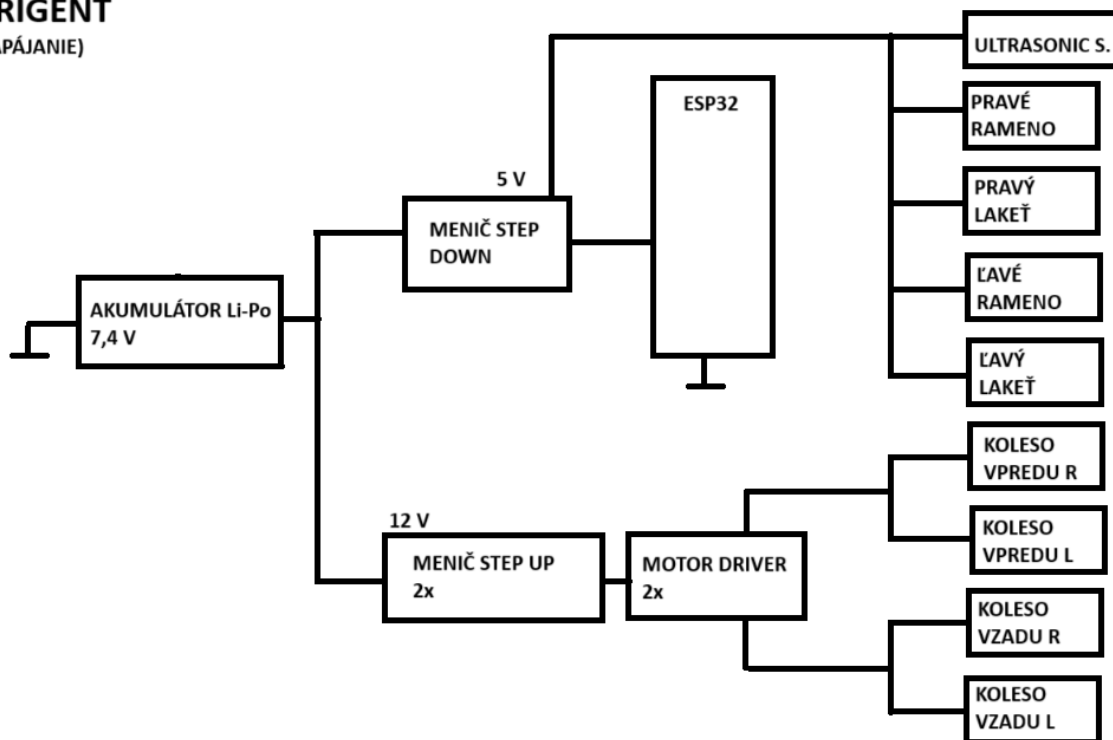 RIGENT
APÁJANIE)
ULTRASONIC S.
ESP32
PRAVÉ
RAMENO
5 V
PRAVÝ
LAKEŤ
MENIČ STEP
DOWN
ĽAVÉ
RAMENO
AKUMULÁTOR Li-Po
7,4 V
ĽAVÝ
LAKEŤ
KOLESO
VPREDU R
12 V
KOLESO
VPREDU L
MENIČ STEP UP
2x
MOTOR DRIVER
2x
KOLESO
VZADU R
KOLESO
VZADU L